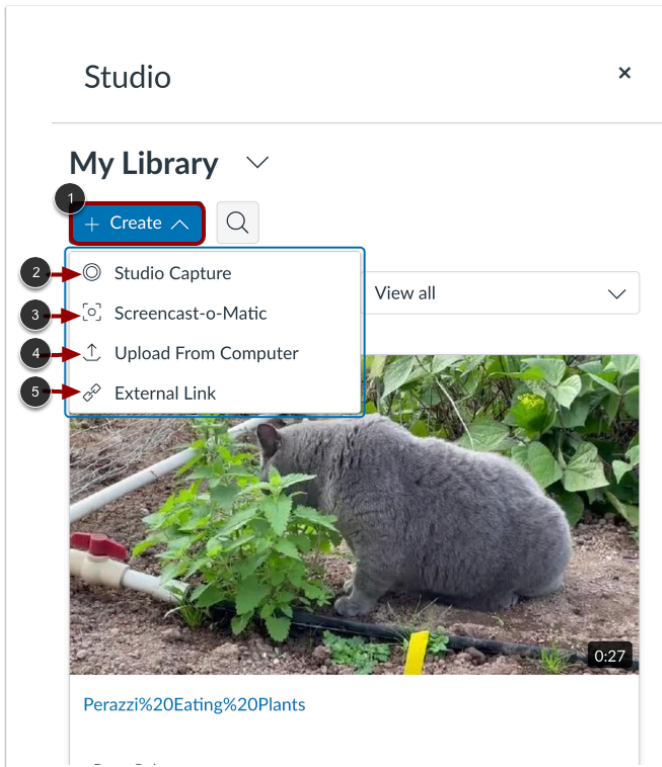 Studio
×
My Library
1
+ Create
2 Studio Capture
View all
3 Screencast-o-Matic
4 Upload From Computer
5 External Link
0:27
Perazzi%20Eating%20Plants